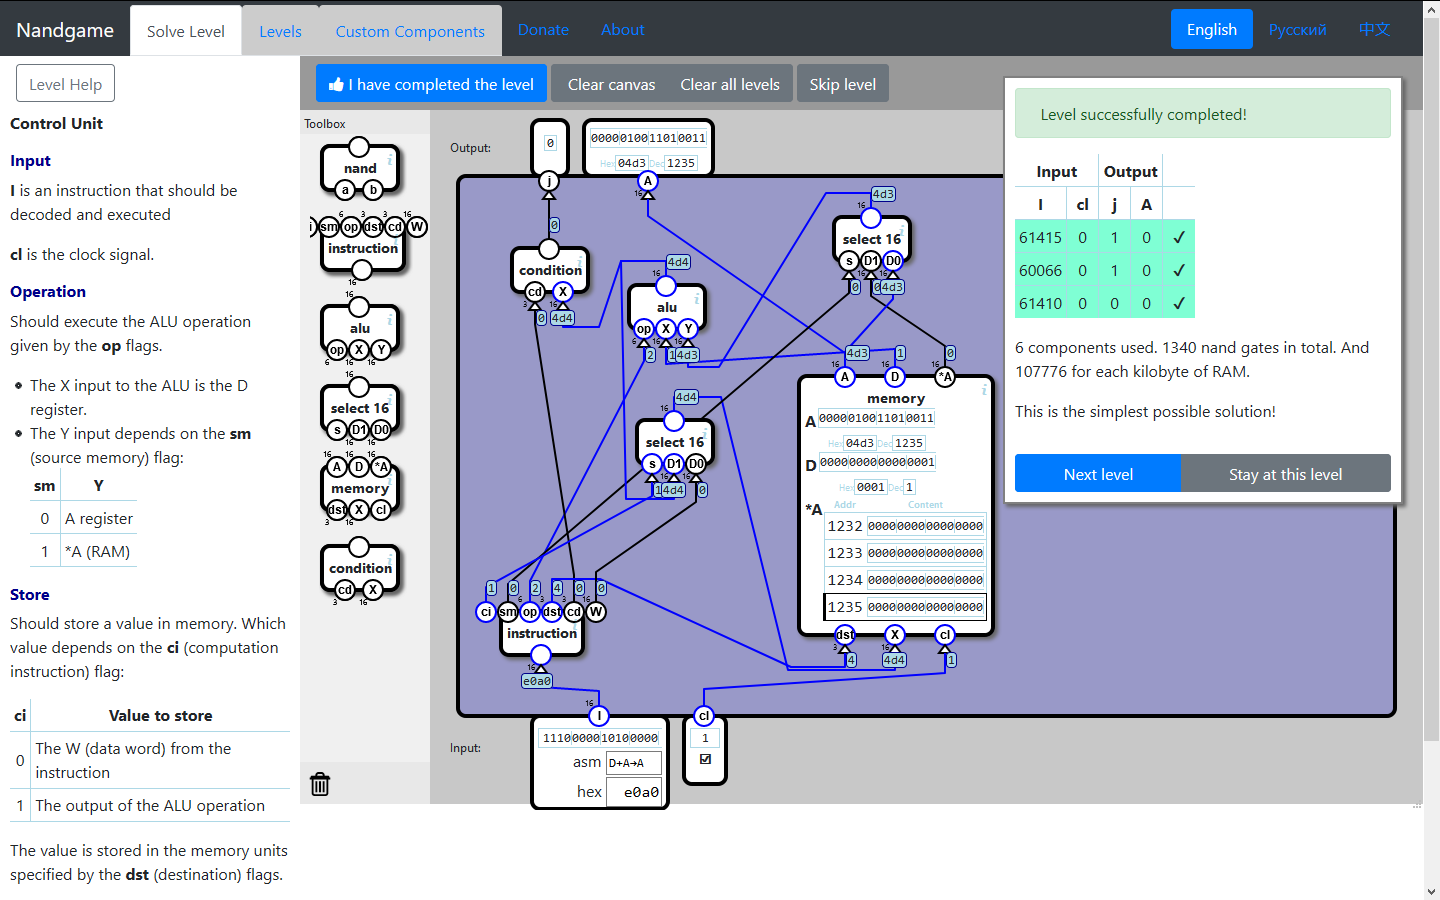 Nandgame
Solve Level
Levels
Custom Components
Donate
About
English
Русский
中文
Level Help
Control Unit
Input
I is an instruction that should be
decoded and executed
cl is the clock signal.
Operation
Should execute the ALU operation
given by the op flags.
The X input to the ALU is the D
register.
The Y input depends on the sm
(source memory) flag:
sm Y
0 A register
1 *A (RAM)
Store
Should store a value in memory. Which
value depends on the ci (computation
instruction) flag:
ci Value to store
0 The W (data word) from the
instruction
1 The output of the ALU operation
The value is stored in the memory units
specified by the dst (destination) flags.
I have completed the level
Clear canvas
Clear all levels
Skip level
Toolbox
nand
a b
sm op dst cd W
instruction
alu
op X Y
select 16
s D1 D0
A D *A
memory
dst X cl
condition
cd X
Output:
0
0000010011010011
Hex 04d3 Dec 1235
j
A
0
condition
cd X
0 4d4
4d4
alu
op X Y
2 1 4d3
4d3
select 16
s D1 D0
0 0 4d3
4d4
select 16
s D1 D0
1 4d4 0
4d3 1 0
A D *A
memory
A 0000010011010011
Hex 04d3 Dec 1235
D 0000000000000001
Hex 0001 Dec 1
*A Addr Content
1232 0000000000000000
1233 0000000000000000
1234 0000000000000000
1235 0000000000000000
dst X cl
4 4d4 1
1 0 2 4 0 0
ci sm op dst cd W
instruction
e0a0
I
cl
Input:
1110000010100000
asm D+A→A
hex e0a0
1
Level successfully completed!
Input Output
I cl j A
61415 0 1 0 ✓
60066 0 1 0 ✓
61410 0 0 0 ✓
6 components used. 1340 nand gates in total. And
107776 for each kilobyte of RAM.
This is the simplest possible solution!
Next level
Stay at this level